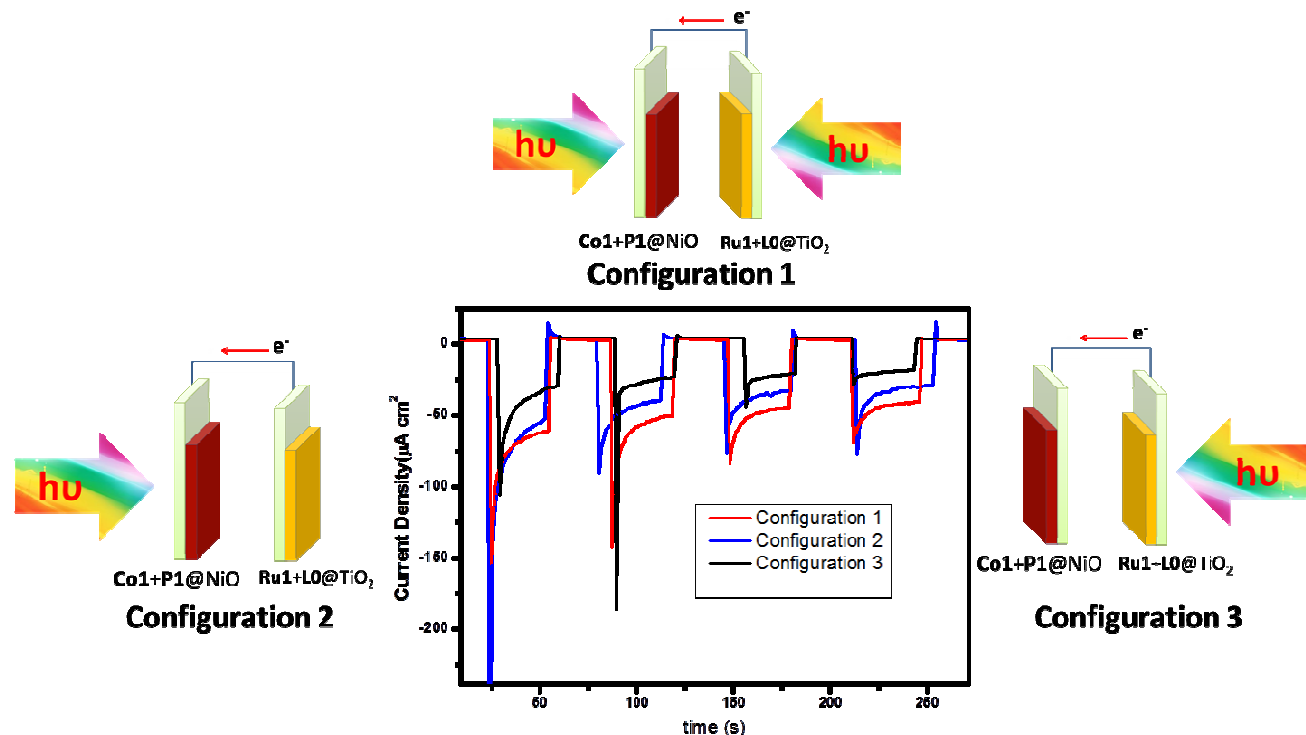 e-
hυ
hυ
Co1+P1@NiO Ru1+L0@TiO2
Configuration 1
e-
hυ
Co1+P1@NiO Ru1+L0@TiO2
Configuration 2
e-
hυ
Co1+P1@NiO Ru1+L0@TiO2
Configuration 3
Current Density(μA cm2)
0
-50
-100
-150
-200
Configuration 1
Configuration 2
Configuration 3
50 100 150 200 250
time (s)